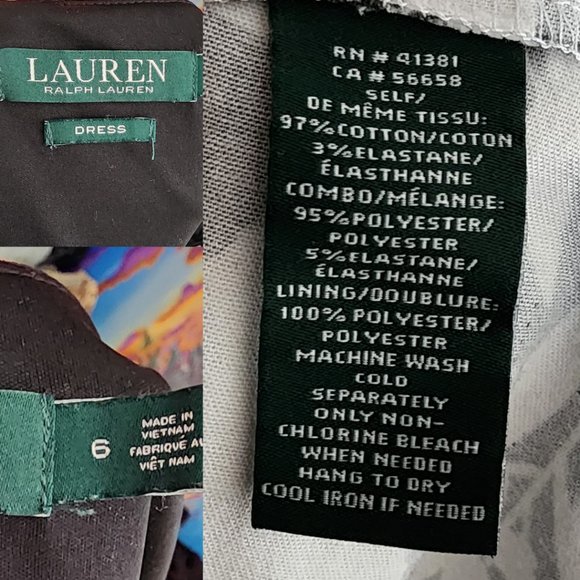 LAUREN
RALPH LAUREN
DRESS
6
MADE IN
VIETNAM
FABRIQUÉ AU
VIÊT NAM
RN # 41381
CA # 56658
SELF/
DE MÊME TISSU:
97%COTTON/COTON
3%ELASTANE/
ÉLASTHANNE
COMBO/MÉLANGE:
95%POLYESTER/
POLYESTER
5%ELASTANE/
ÉLASTHANNE
LINING/DOUBLURE:
100%POLYESTER/
POLYESTER
MACHINE WASH
COLD
SEPARATELY
ONLY NON-
CHLORINE BLEACH
WHEN NEEDED
HANG TO DRY
COOL IRON IF NEEDED